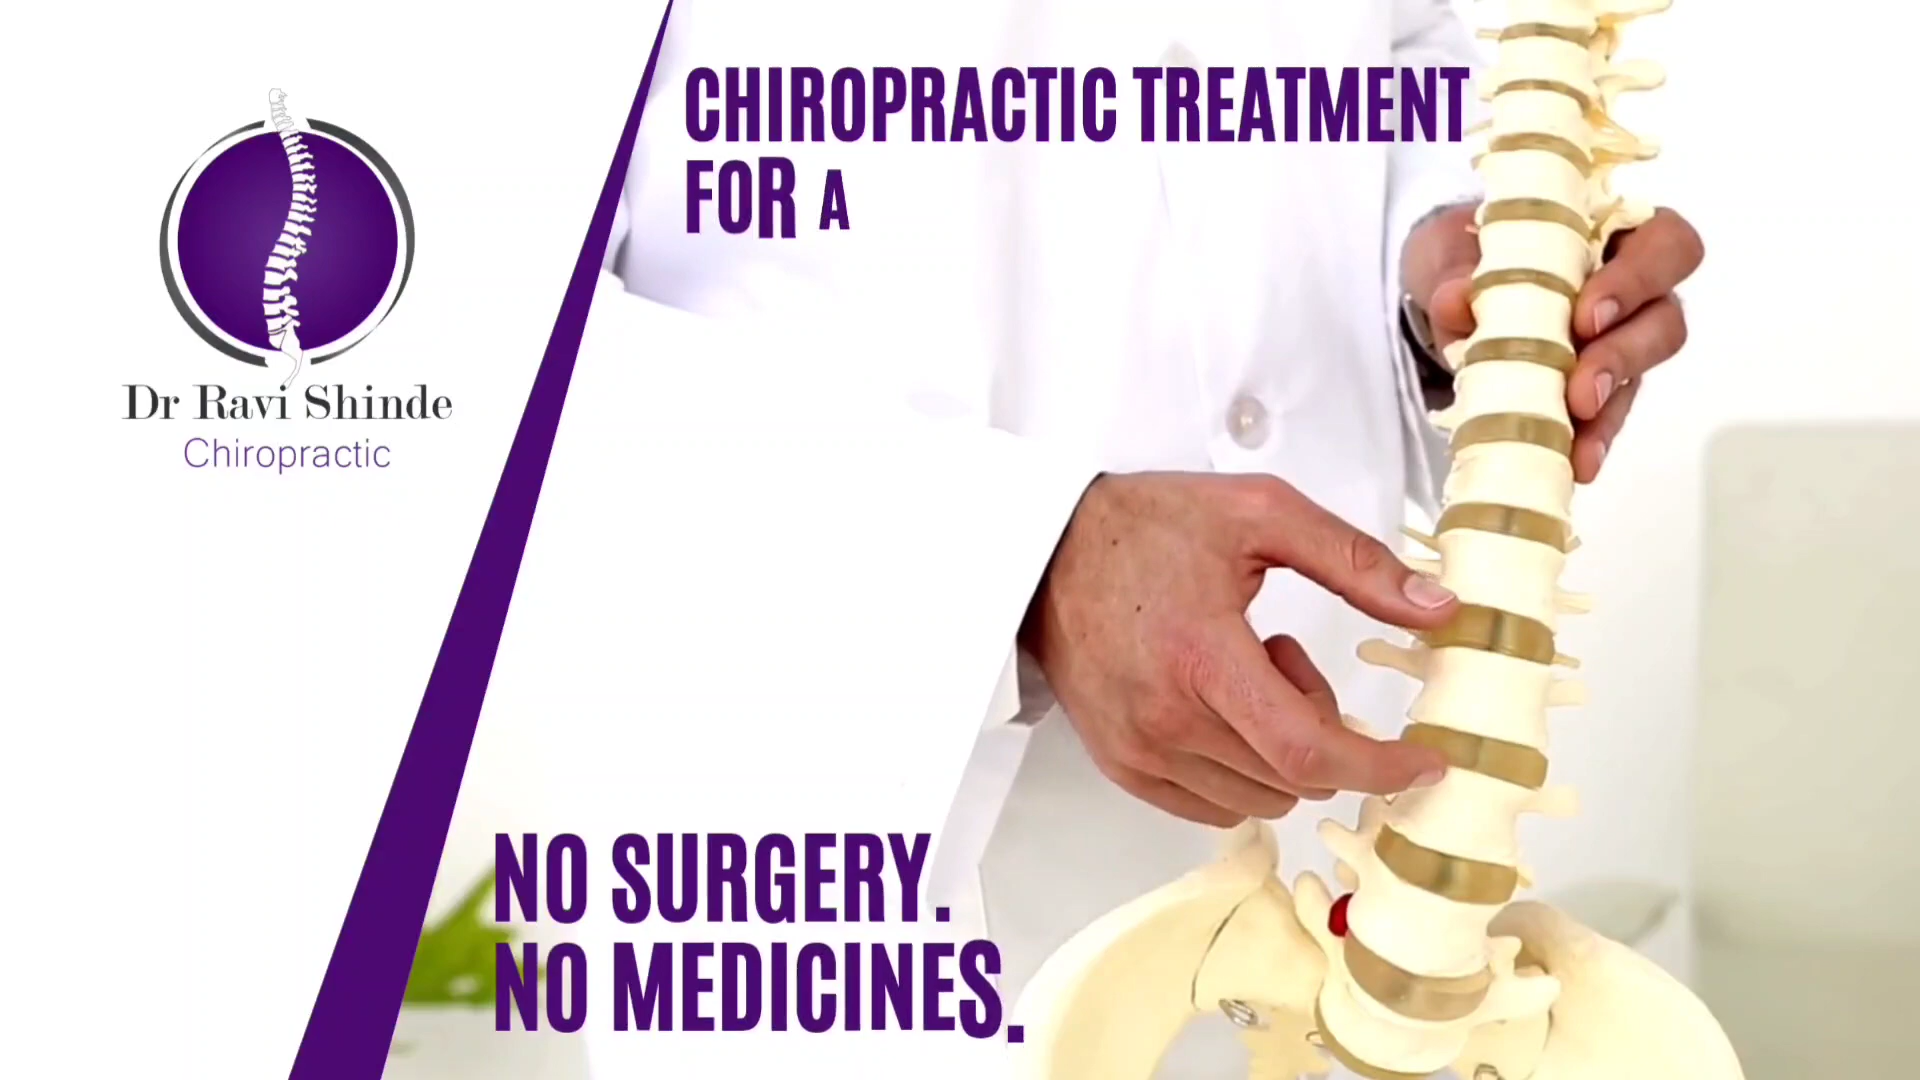 Dr Ravi Shinde
Chiropractic
CHIROPRACTIC TREATMENT
FOR A
NO SURGERY.
NO MEDICINES.